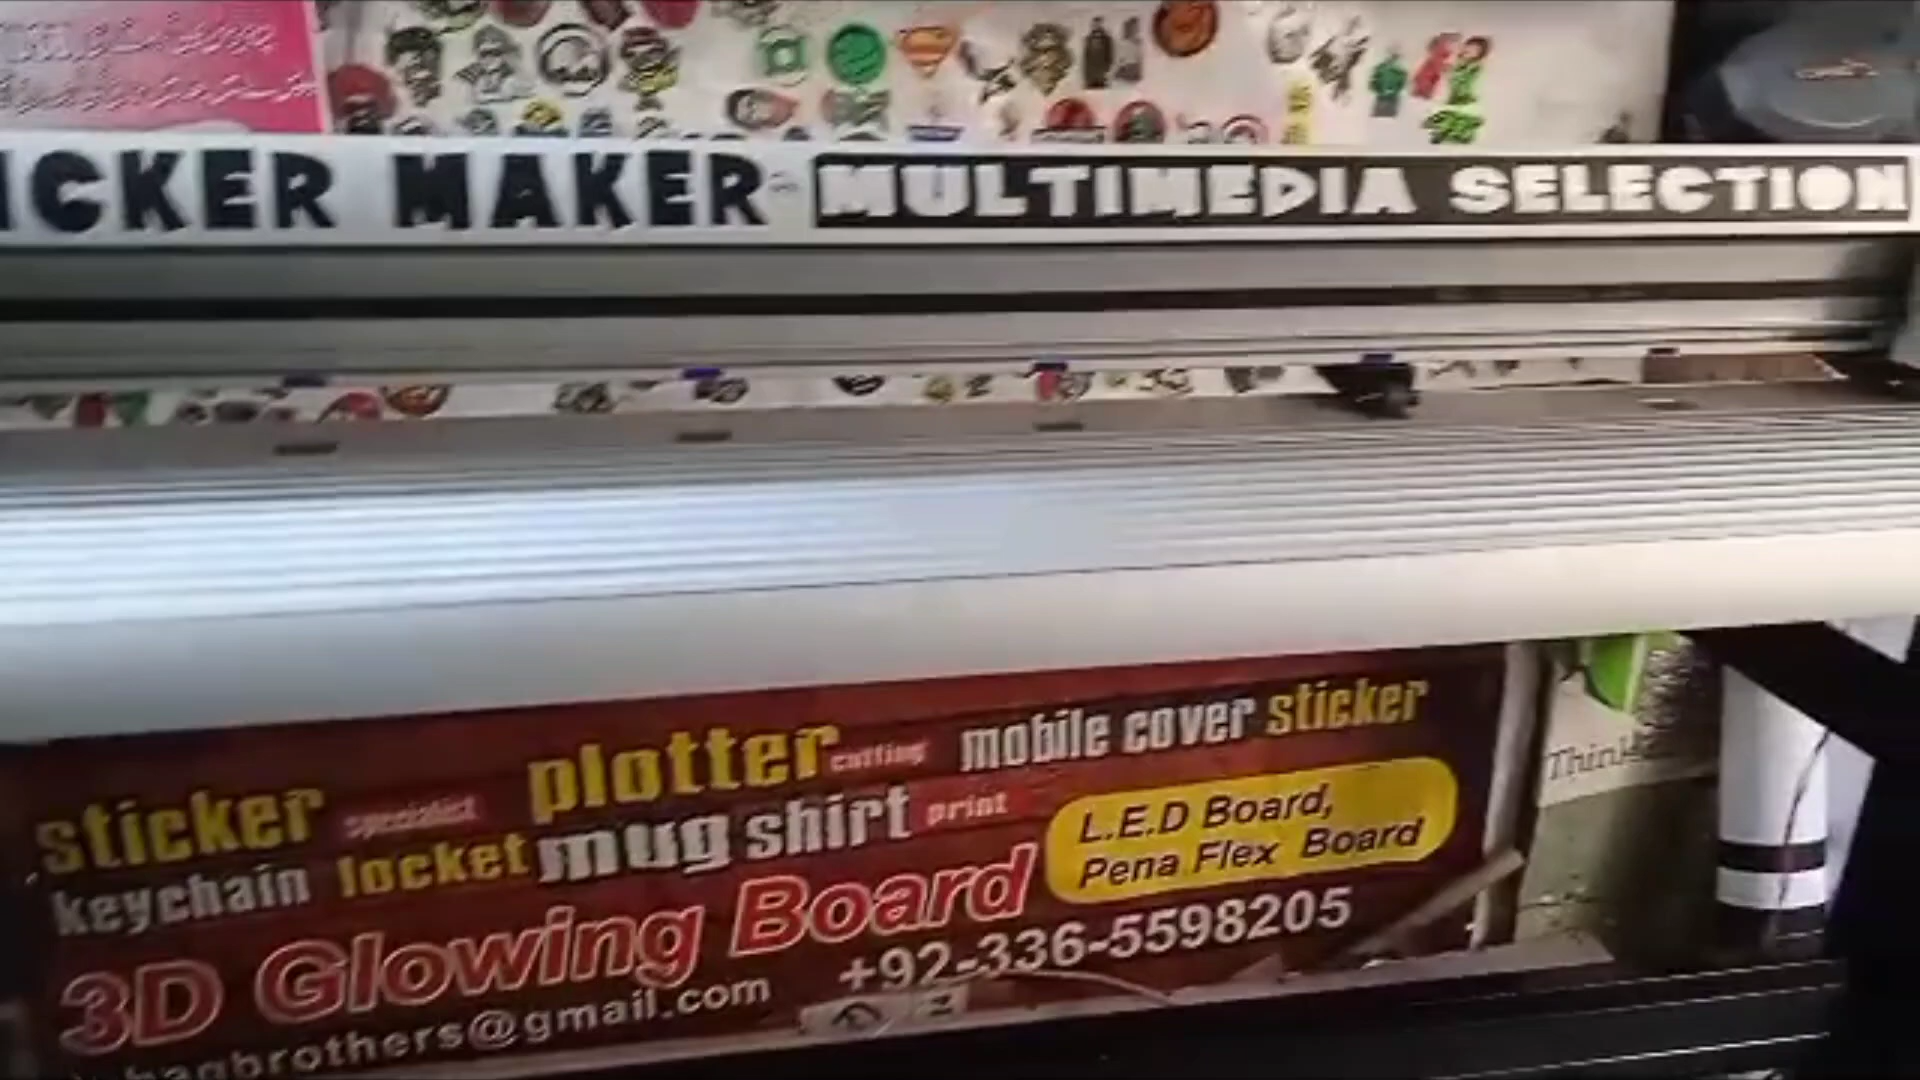 ICKER MAKER MULTIMEDIA SELECTION
sticker specialist plotter cutting mobile cover sticker
keychain locket mug shirt print
L.E.D Board,
Pena Flex Board
3D Glowing Board
+92-336-5598205
brothers@gmail.com